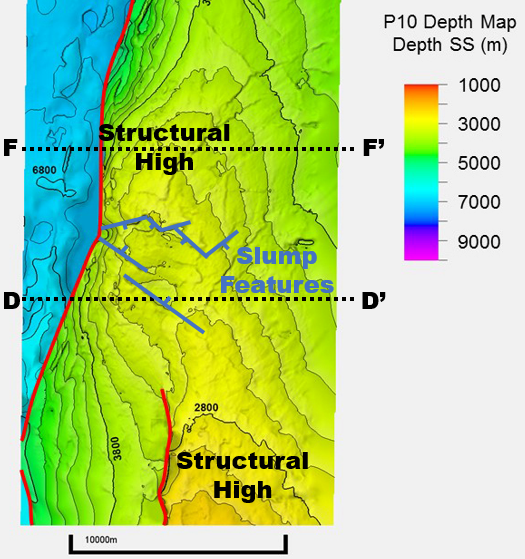 P10 Depth Map
Depth SS (m)
1000
3000
5000
7000
9000
Structural
High
F
F’
6800
Slump
Features
D
D’
2800
3800
Structural
High
10000m